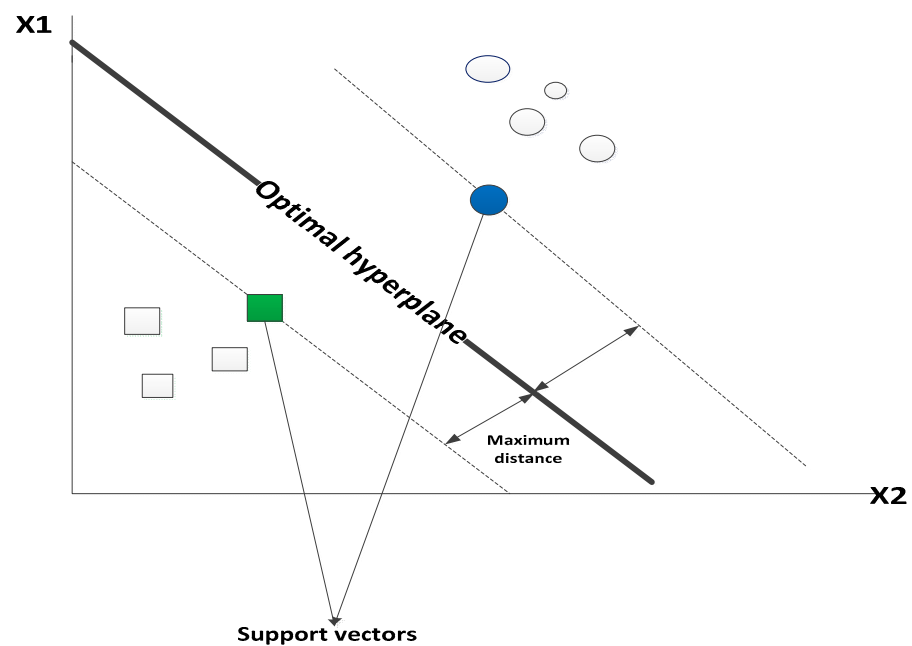 X1
Optimal hyperplane
Maximum
distance
X2
Support vectors